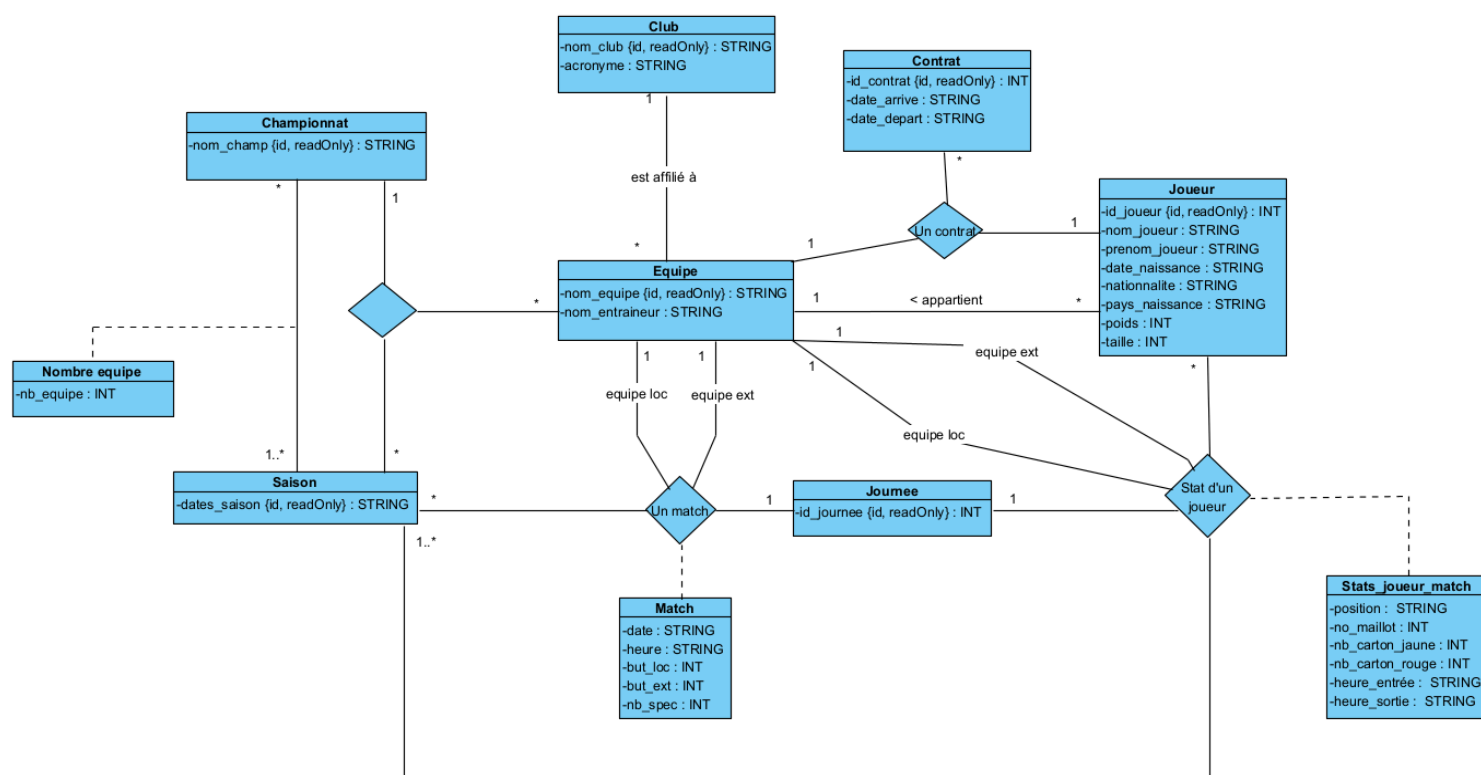 Club
-nom_club {id, readOnly} : STRING
-acronyme : STRING
1
est affilié à
*
Contrat
-id_contrat {id, readOnly} : INT
-date_arrive : STRING
-date_depart : STRING
*
Un contrat
1
1
Championnat
-nom_champ {id, readOnly} : STRING
*
1
*
Joueur
-id_joueur {id, readOnly} : INT
-nom_joueur : STRING
-prenom_joueur : STRING
-date_naissance : STRING
-nationnalite : STRING
-pays_naissance : STRING
-poids : INT
-taille : INT
*
Equipe
-nom_equipe {id, readOnly} : STRING
-nom_entraineur : STRING
1
< appartient
*
1
equipe ext
1
equipe loc
1
equipe loc
1
equipe ext
Nombre equipe
-nb_equipe : INT
1..*
*
Saison
-dates_saison {id, readOnly} : STRING
*
1..*
Un match
1
Journee
-id_journee {id, readOnly} : INT
1
Stat d'un
joueur
Match
-date : STRING
-heure : STRING
-but_loc : INT
-but_ext : INT
-nb_spec : INT
Stats_joueur_match
-position : STRING
-no_maillot : INT
-nb_carton_jaune : INT
-nb_carton_rouge : INT
-heure_entrée : STRING
-heure_sortie : STRING